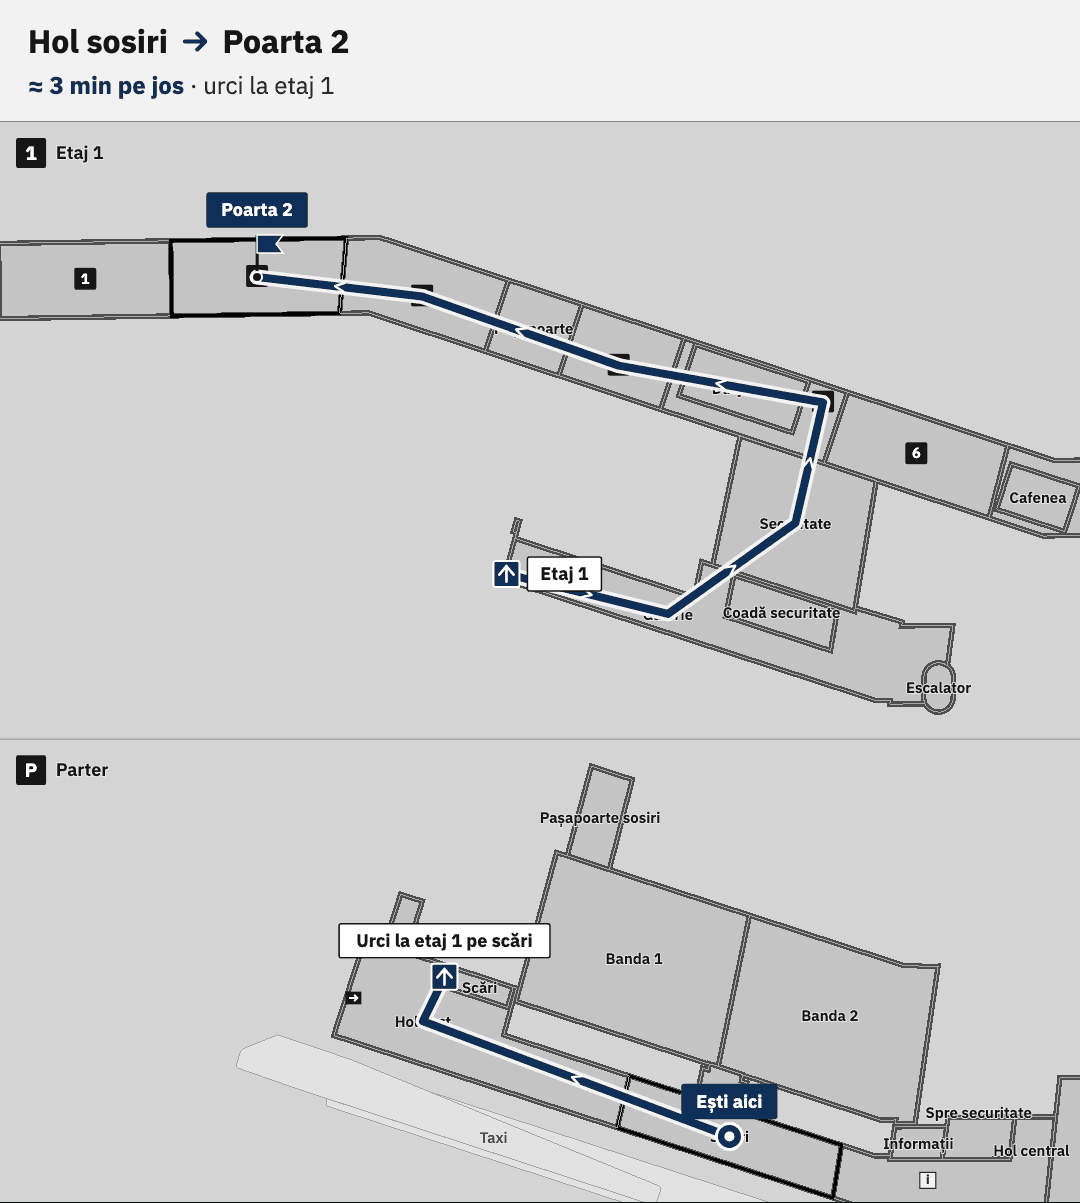 Hol sosiri → Poarta 2
≈ 3 min pe jos · urci la etaj 1
1 Etaj 1
Poarta 2
1
6
Cafenea
Etaj 1
Coadă securitate
Escalator
P Parter
Pașapoarte sosiri
Urci la etaj 1 pe scări
Banda 1
Scări
Banda 2
Ești aici
Spre securitate
Taxi
Informații
Hol central
i